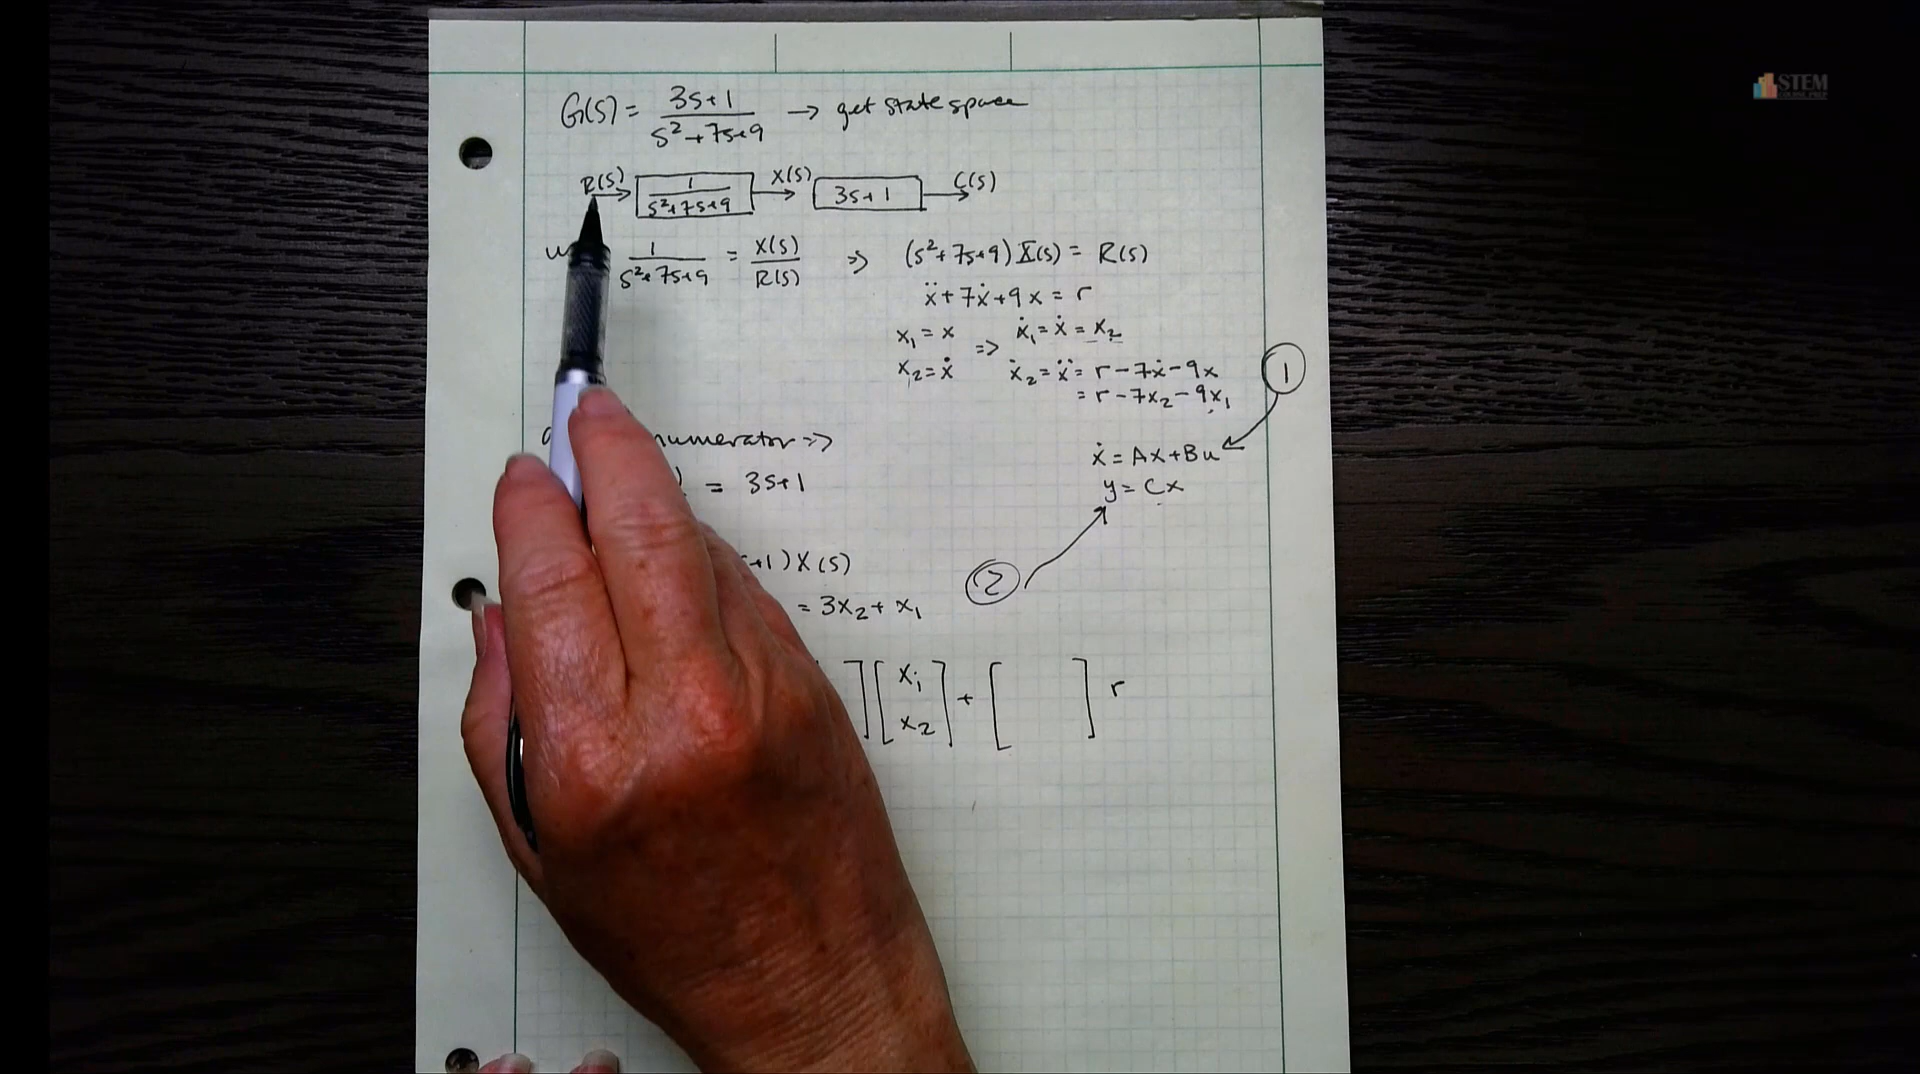 G(s) = 3s+1 / s²+7s+9 → get state space
R(s) → 1 / s²+7s+9 → X(s) → 3s+1 → C(s)
1 / s²+7s+9 = X(s) / R(s) ⇒ (s²+7s+9) X(s) = R(s)
ẍ + 7ẋ + 9x = r
x₁ = x ⇒ ẋ₁ = ẋ = x₂
x₂ = ẋ ẋ₂ = ẍ = r - 7ẋ - 9x
= r - 7x₂ - 9x₁
1
numerator ⇒
ẋ = Ax + Bu
= 3s+1
y = Cx
+1) X(s)
2
= 3x₂ + x₁
] [ x₁ x₂ ] + [ ] r
STEM
COURSE PREP